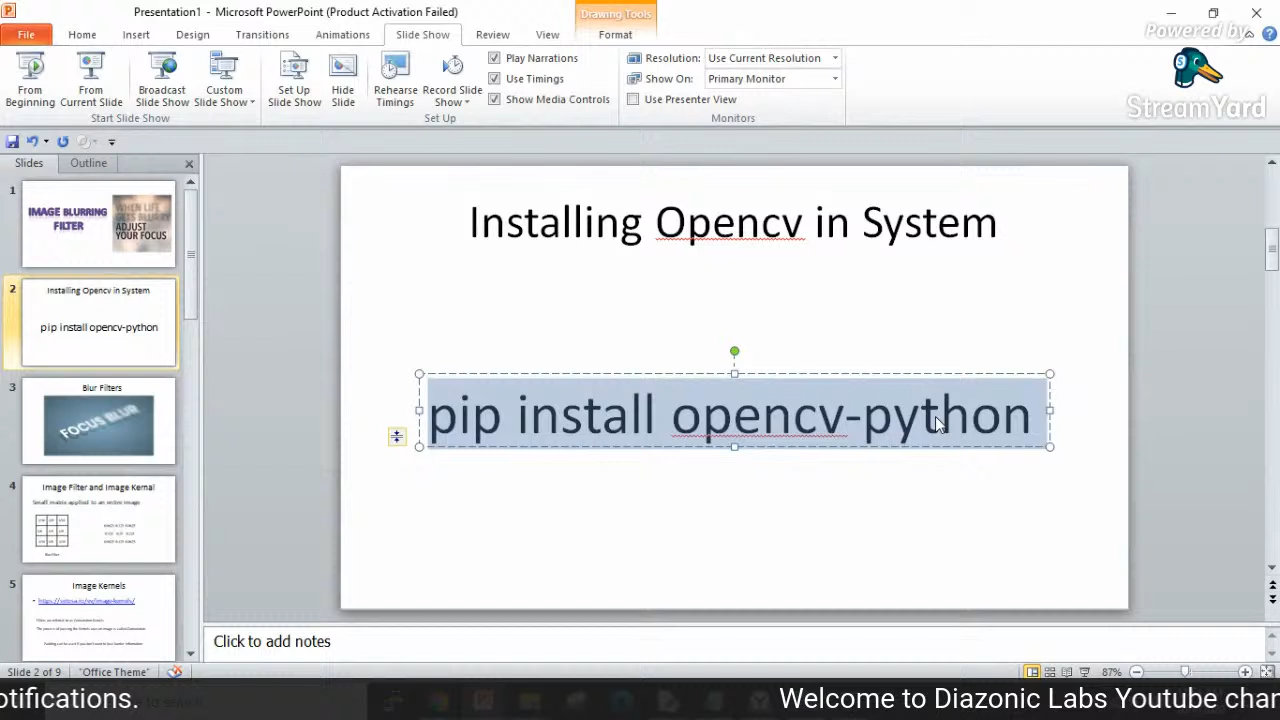 Presentation1 - Microsoft PowerPoint (Product Activation Failed)
Drawing Tools
Powered by
StreamYard
File Home Insert Design Transitions Animations Slide Show Review View Format
From Beginning
From Current Slide
Broadcast Slide Show
Custom Slide Show
Start Slide Show
Set Up Slide Show
Hide Slide
Rehearse Timings
Record Slide Show
Play Narrations
Use Timings
Show Media Controls
Set Up
Resolution: Use Current Resolution
Show On: Primary Monitor
Use Presenter View
Monitors
Slides Outline
1
IMAGE BLURRING
FILTER
WHEN LIFE
GETS BLURRY
ADJUST
YOUR FOCUS
2
Installing Opencv in System
pip install opencv-python
3
Blur Filters
FOCUS BLUR
4
Image Filter and Image Kernal
Small matrix applied to an entire image
5
Image Kernels
Installing Opencv in System
pip install opencv-python
Click to add notes
Slide 2 of 9 "Office Theme" 87%
otifications. Welcome to Diazonic Labs Youtube char